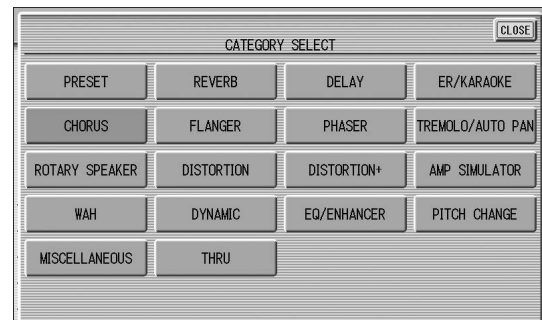 CLOSE
CATEGORY SELECT
PRESET REVERB DELAY ER/KARAOKE
CHORUS FLANGER PHASER TREMOLO/AUTO PAN
ROTARY SPEAKER DISTORTION DISTORTION+ AMP SIMULATOR
WAH DYNAMIC EQ/ENHANCER PITCH CHANGE
MISCELLANEOUS THRU